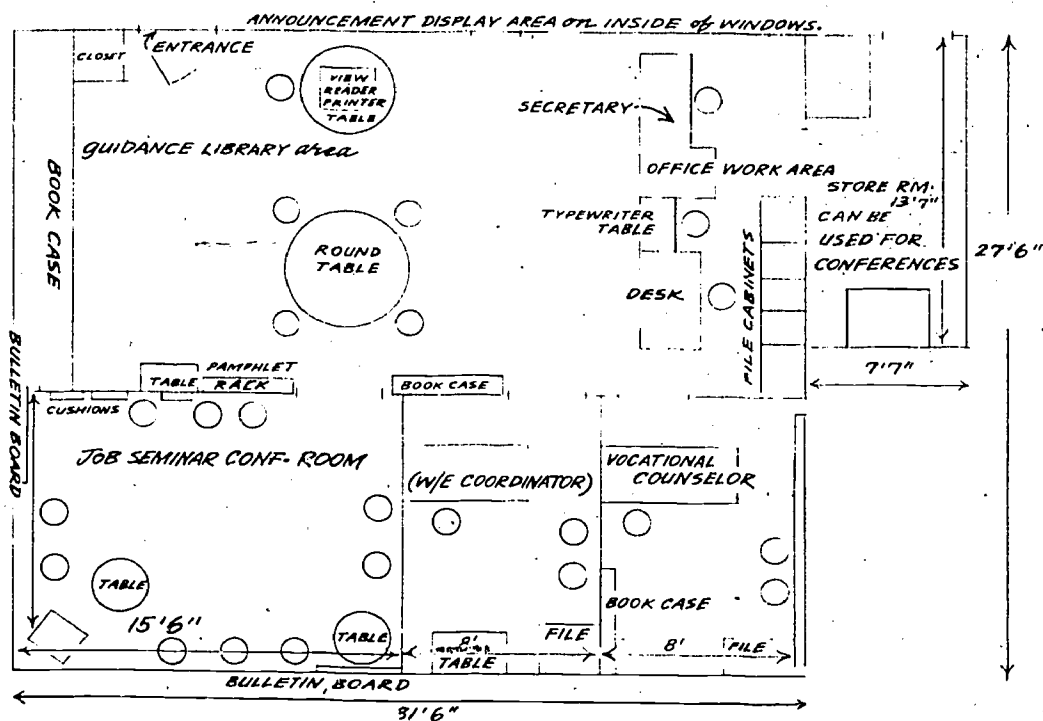 ANNOUNCEMENT DISPLAY AREA on INSIDE of WINDOWS.
CLOSET
ENTRANCE
VIEW
READER
PRINTER
TABLE
SECRETARY
GUIDANCE LIBRARY area
OFFICE WORK AREA
BOOK CASE
STORE RM.
13'7"
CAN BE
USED FOR
CONFERENCES
TYPEWRITER
TABLE
ROUND
TABLE
27'6"
DESK
FILE CABINETS
7'7"
BULLETIN BOARD
PAMPHLET
TABLE
RACK
BOOK CASE
CUSHIONS
JOB SEMINAR CONF- ROOM
(W/E COORDINATOR)
VOCATIONAL
COUNSELOR
TABLE
BOOK CASE
15'6"
TABLE
8'
TABLE
FILE
8'
FILE
BULLETIN, BOARD
31'6"